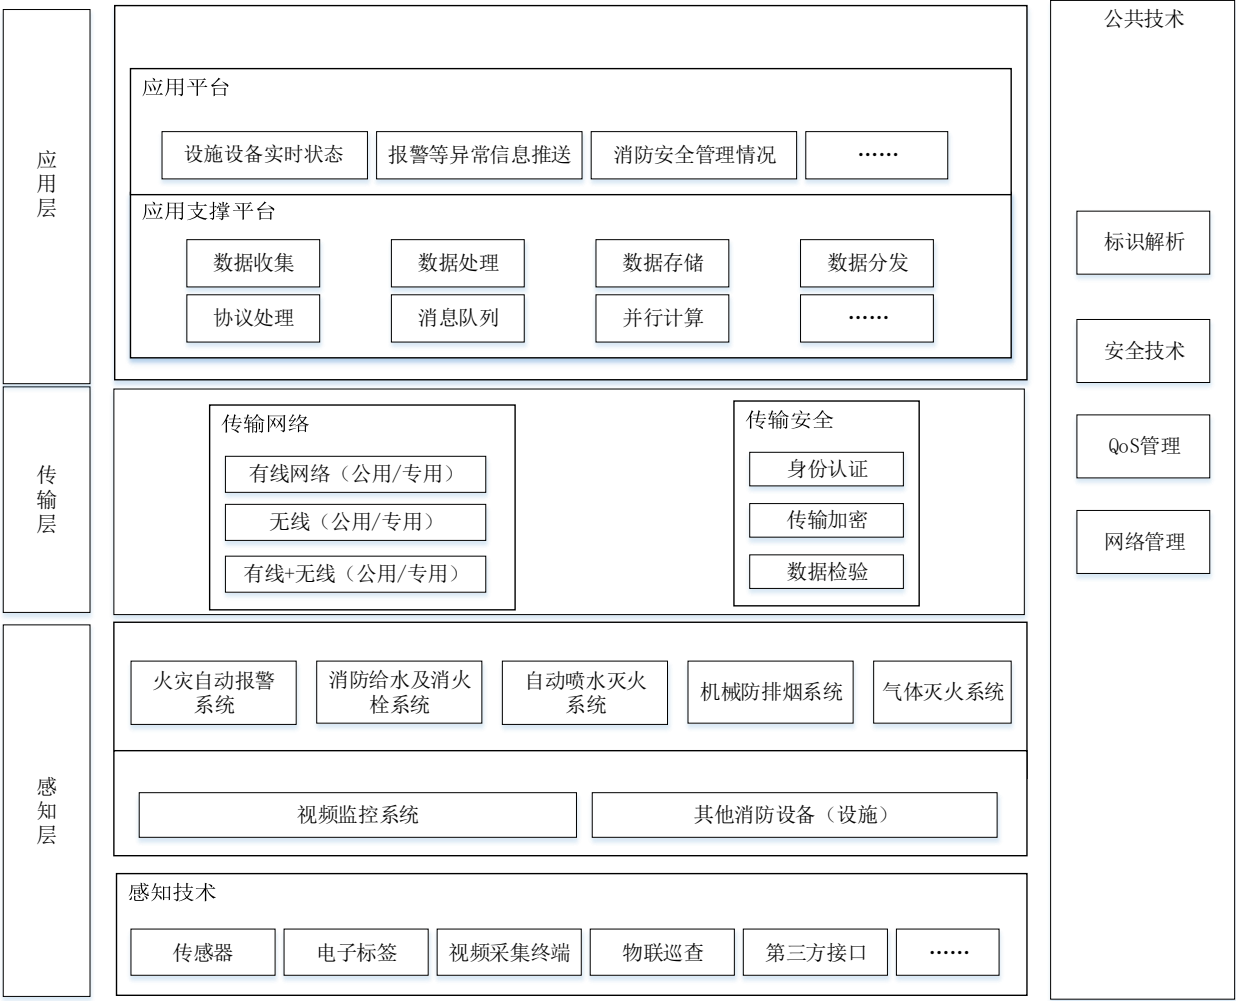 公共技术
应用平台
设施设备实时状态
报警等异常信息推送
消防安全管理情况
……
应
用
层
应用支撑平台
数据收集
数据处理
数据存储
数据分发
协议处理
消息队列
并行计算
……
标识解析
安全技术
QoS管理
网络管理
传
输
层
传输网络
有线网络（公用/专用）
无线（公用/专用）
有线+无线（公用/专用）
传输安全
身份认证
传输加密
数据检验
感
知
层
火灾自动报警
系统
消防给水及消火
栓系统
自动喷水灭火
系统
机械防排烟系统
气体灭火系统
视频监控系统
其他消防设备（设施）
感知技术
传感器
电子标签
视频采集终端
物联巡查
第三方接口
……